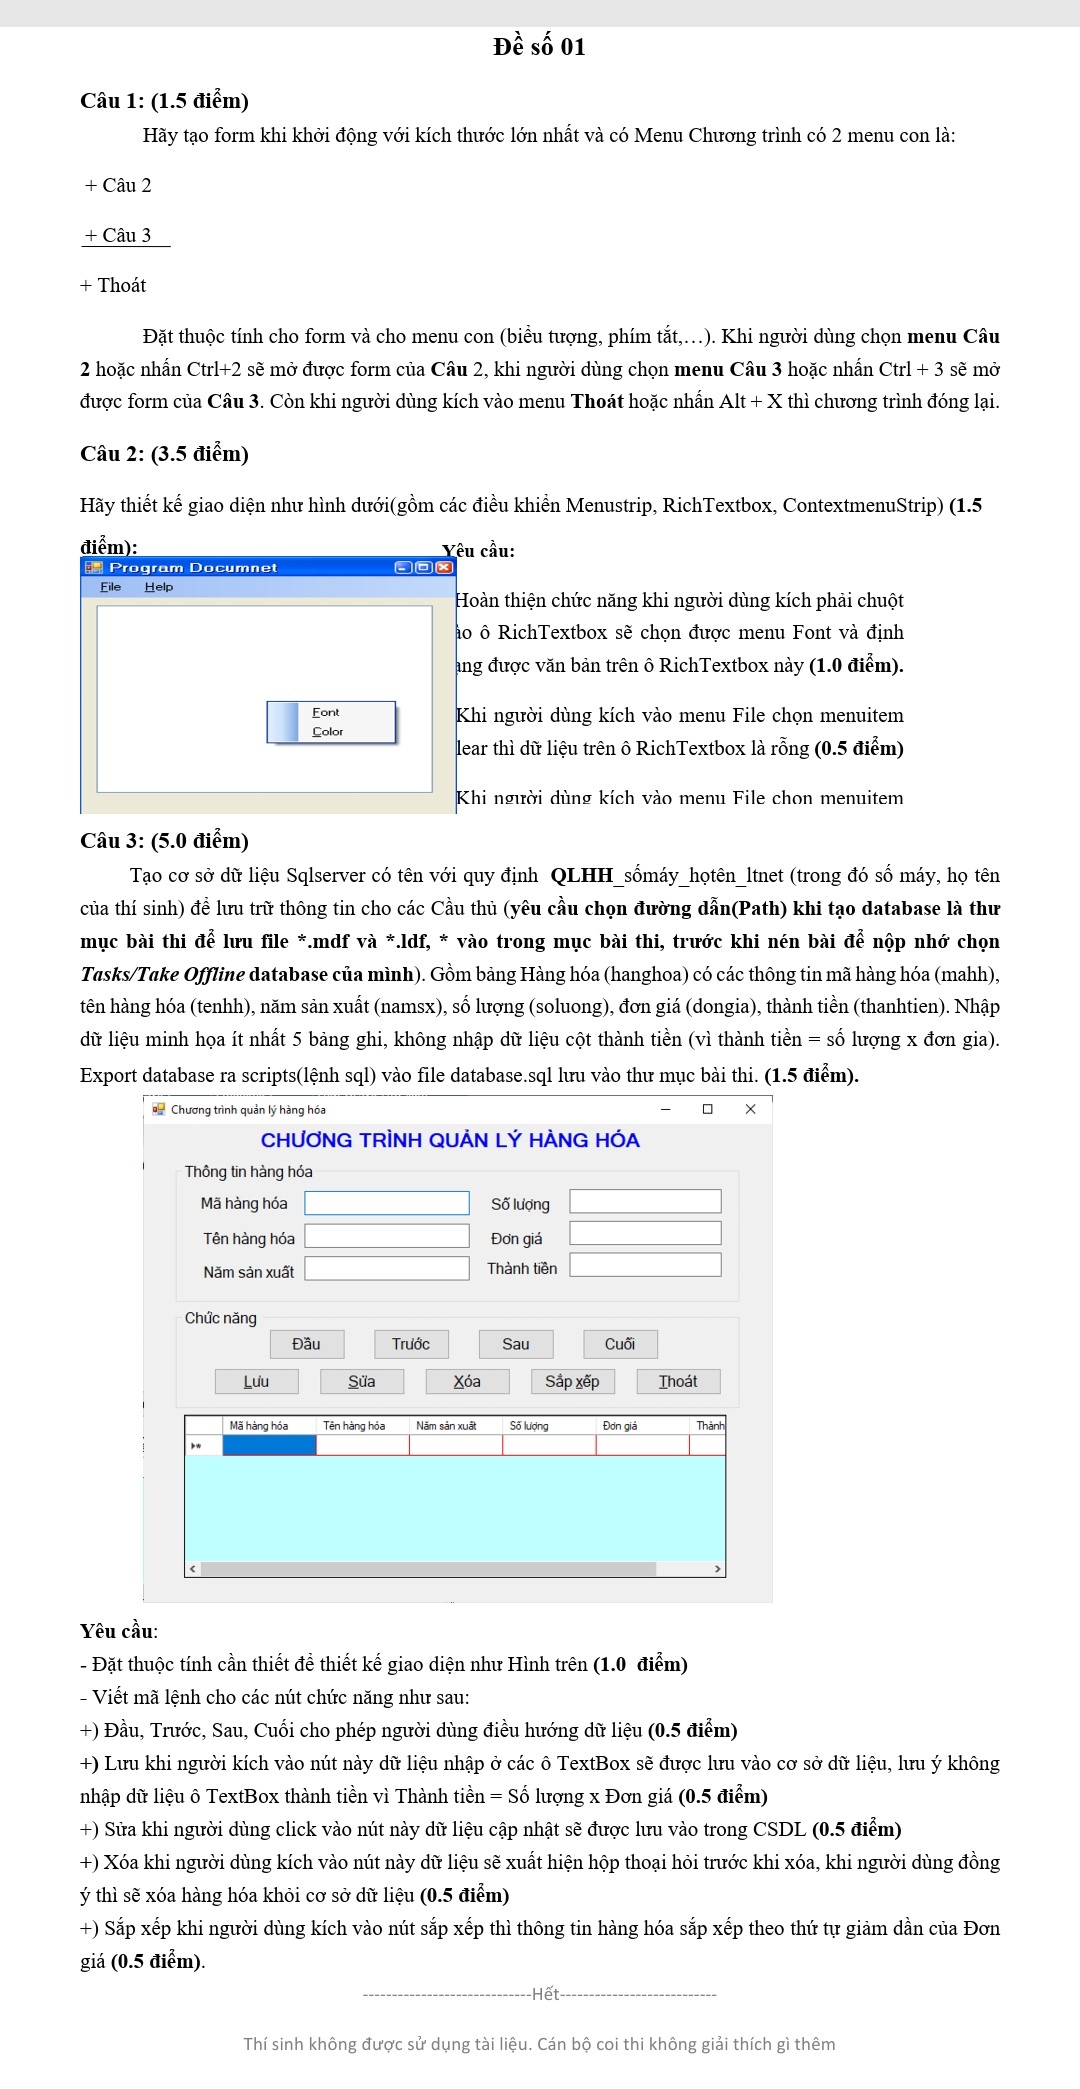 Đề số 01
Câu 1: (1.5 điểm)
Hãy tạo form khi khởi động với kích thước lớn nhất và có Menu Chương trình có 2 menu con là:
+ Câu 2
+ Câu 3
+ Thoát
Đặt thuộc tính cho form và cho menu con (biểu tượng, phím tắt,…). Khi người dùng chọn menu Câu
2 hoặc nhấn Ctrl+2 sẽ mở được form của Câu 2, khi người dùng chọn menu Câu 3 hoặc nhấn Ctrl + 3 sẽ mở
được form của Câu 3. Còn khi người dùng kích vào menu Thoát hoặc nhấn Alt + X thì chương trình đóng lại.
Câu 2: (3.5 điểm)
Hãy thiết kế giao diện như hình dưới(gồm các điều khiển Menustrip, RichTextbox, ContextmenuStrip) (1.5
điểm):
Program Documnet
File Help
Font
Color
Yêu cầu:
Hoàn thiện chức năng khi người dùng kích phải chuột
ào ô RichTextbox sẽ chọn được menu Font và định
ạng được văn bản trên ô RichTextbox này (1.0 điểm).
Khi người dùng kích vào menu File chọn menuitem
lear thì dữ liệu trên ô RichTextbox là rỗng (0.5 điểm)
Khi người dùng kích vào menu File chọn menuitem
Câu 3: (5.0 điểm)
Tạo cơ sở dữ liệu Sqlserver có tên với quy định QLHH_sốmáy_họtên_ltnet (trong đó số máy, họ tên
của thí sinh) để lưu trữ thông tin cho các Cầu thủ (yêu cầu chọn đường dẫn(Path) khi tạo database là thư
mục bài thi để lưu file *.mdf và *.ldf, * vào trong mục bài thi, trước khi nén bài để nộp nhớ chọn
Tasks/Take Offline database của mình). Gồm bảng Hàng hóa (hanghoa) có các thông tin mã hàng hóa (mahh),
tên hàng hóa (tenhh), năm sản xuất (namsx), số lượng (soluong), đơn giá (dongia), thành tiền (thanhtien). Nhập
dữ liệu minh họa ít nhất 5 bảng ghi, không nhập dữ liệu cột thành tiền (vì thành tiền = số lượng x đơn gia).
Export database ra scripts(lệnh sql) vào file database.sql lưu vào thư mục bài thi. (1.5 điểm).
Chương trình quản lý hàng hóa
CHƯƠNG TRÌNH QUẢN LÝ HÀNG HÓA
Thông tin hàng hóa
Mã hàng hóa Số lượng
Tên hàng hóa Đơn giá
Năm sản xuất Thành tiền
Chức năng
Đầu Trước Sau Cuối
Lưu Sửa Xóa Sắp xếp Thoát
Mã hàng hóa Tên hàng hóa Năm sản xuất Số lượng Đơn giá Thành
Yêu cầu:
- Đặt thuộc tính cần thiết để thiết kế giao diện như Hình trên (1.0 điểm)
- Viết mã lệnh cho các nút chức năng như sau:
+) Đầu, Trước, Sau, Cuối cho phép người dùng điều hướng dữ liệu (0.5 điểm)
+) Lưu khi người kích vào nút này dữ liệu nhập ở các ô TextBox sẽ được lưu vào cơ sở dữ liệu, lưu ý không
nhập dữ liệu ô TextBox thành tiền vì Thành tiền = Số lượng x Đơn giá (0.5 điểm)
+) Sửa khi người dùng click vào nút này dữ liệu cập nhật sẽ được lưu vào trong CSDL (0.5 điểm)
+) Xóa khi người dùng kích vào nút này dữ liệu sẽ xuất hiện hộp thoại hỏi trước khi xóa, khi người dùng đồng
ý thì sẽ xóa hàng hóa khỏi cơ sở dữ liệu (0.5 điểm)
+) Sắp xếp khi người dùng kích vào nút sắp xếp thì thông tin hàng hóa sắp xếp theo thứ tự giảm dần của Đơn
giá (0.5 điểm).
-----------------------------Hết---------------------------
Thí sinh không được sử dụng tài liệu. Cán bộ coi thi không giải thích gì thêm